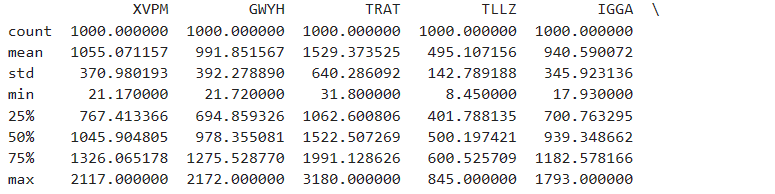 XVPM GWYH TRAT TLLZ IGGA \
count 1000.000000 1000.000000 1000.000000 1000.000000 1000.000000
mean 1055.071157 991.851567 1529.373525 495.107156 940.590072
std 370.980193 392.278890 640.286092 142.789188 345.923136
min 21.170000 21.720000 31.800000 8.450000 17.930000
25% 767.413366 694.859326 1062.600806 401.788135 700.763295
50% 1045.904805 978.355081 1522.507269 500.197421 939.348662
75% 1326.065178 1275.528770 1991.128626 600.525709 1182.578166
max 2117.000000 2172.000000 3180.000000 845.000000 1793.000000